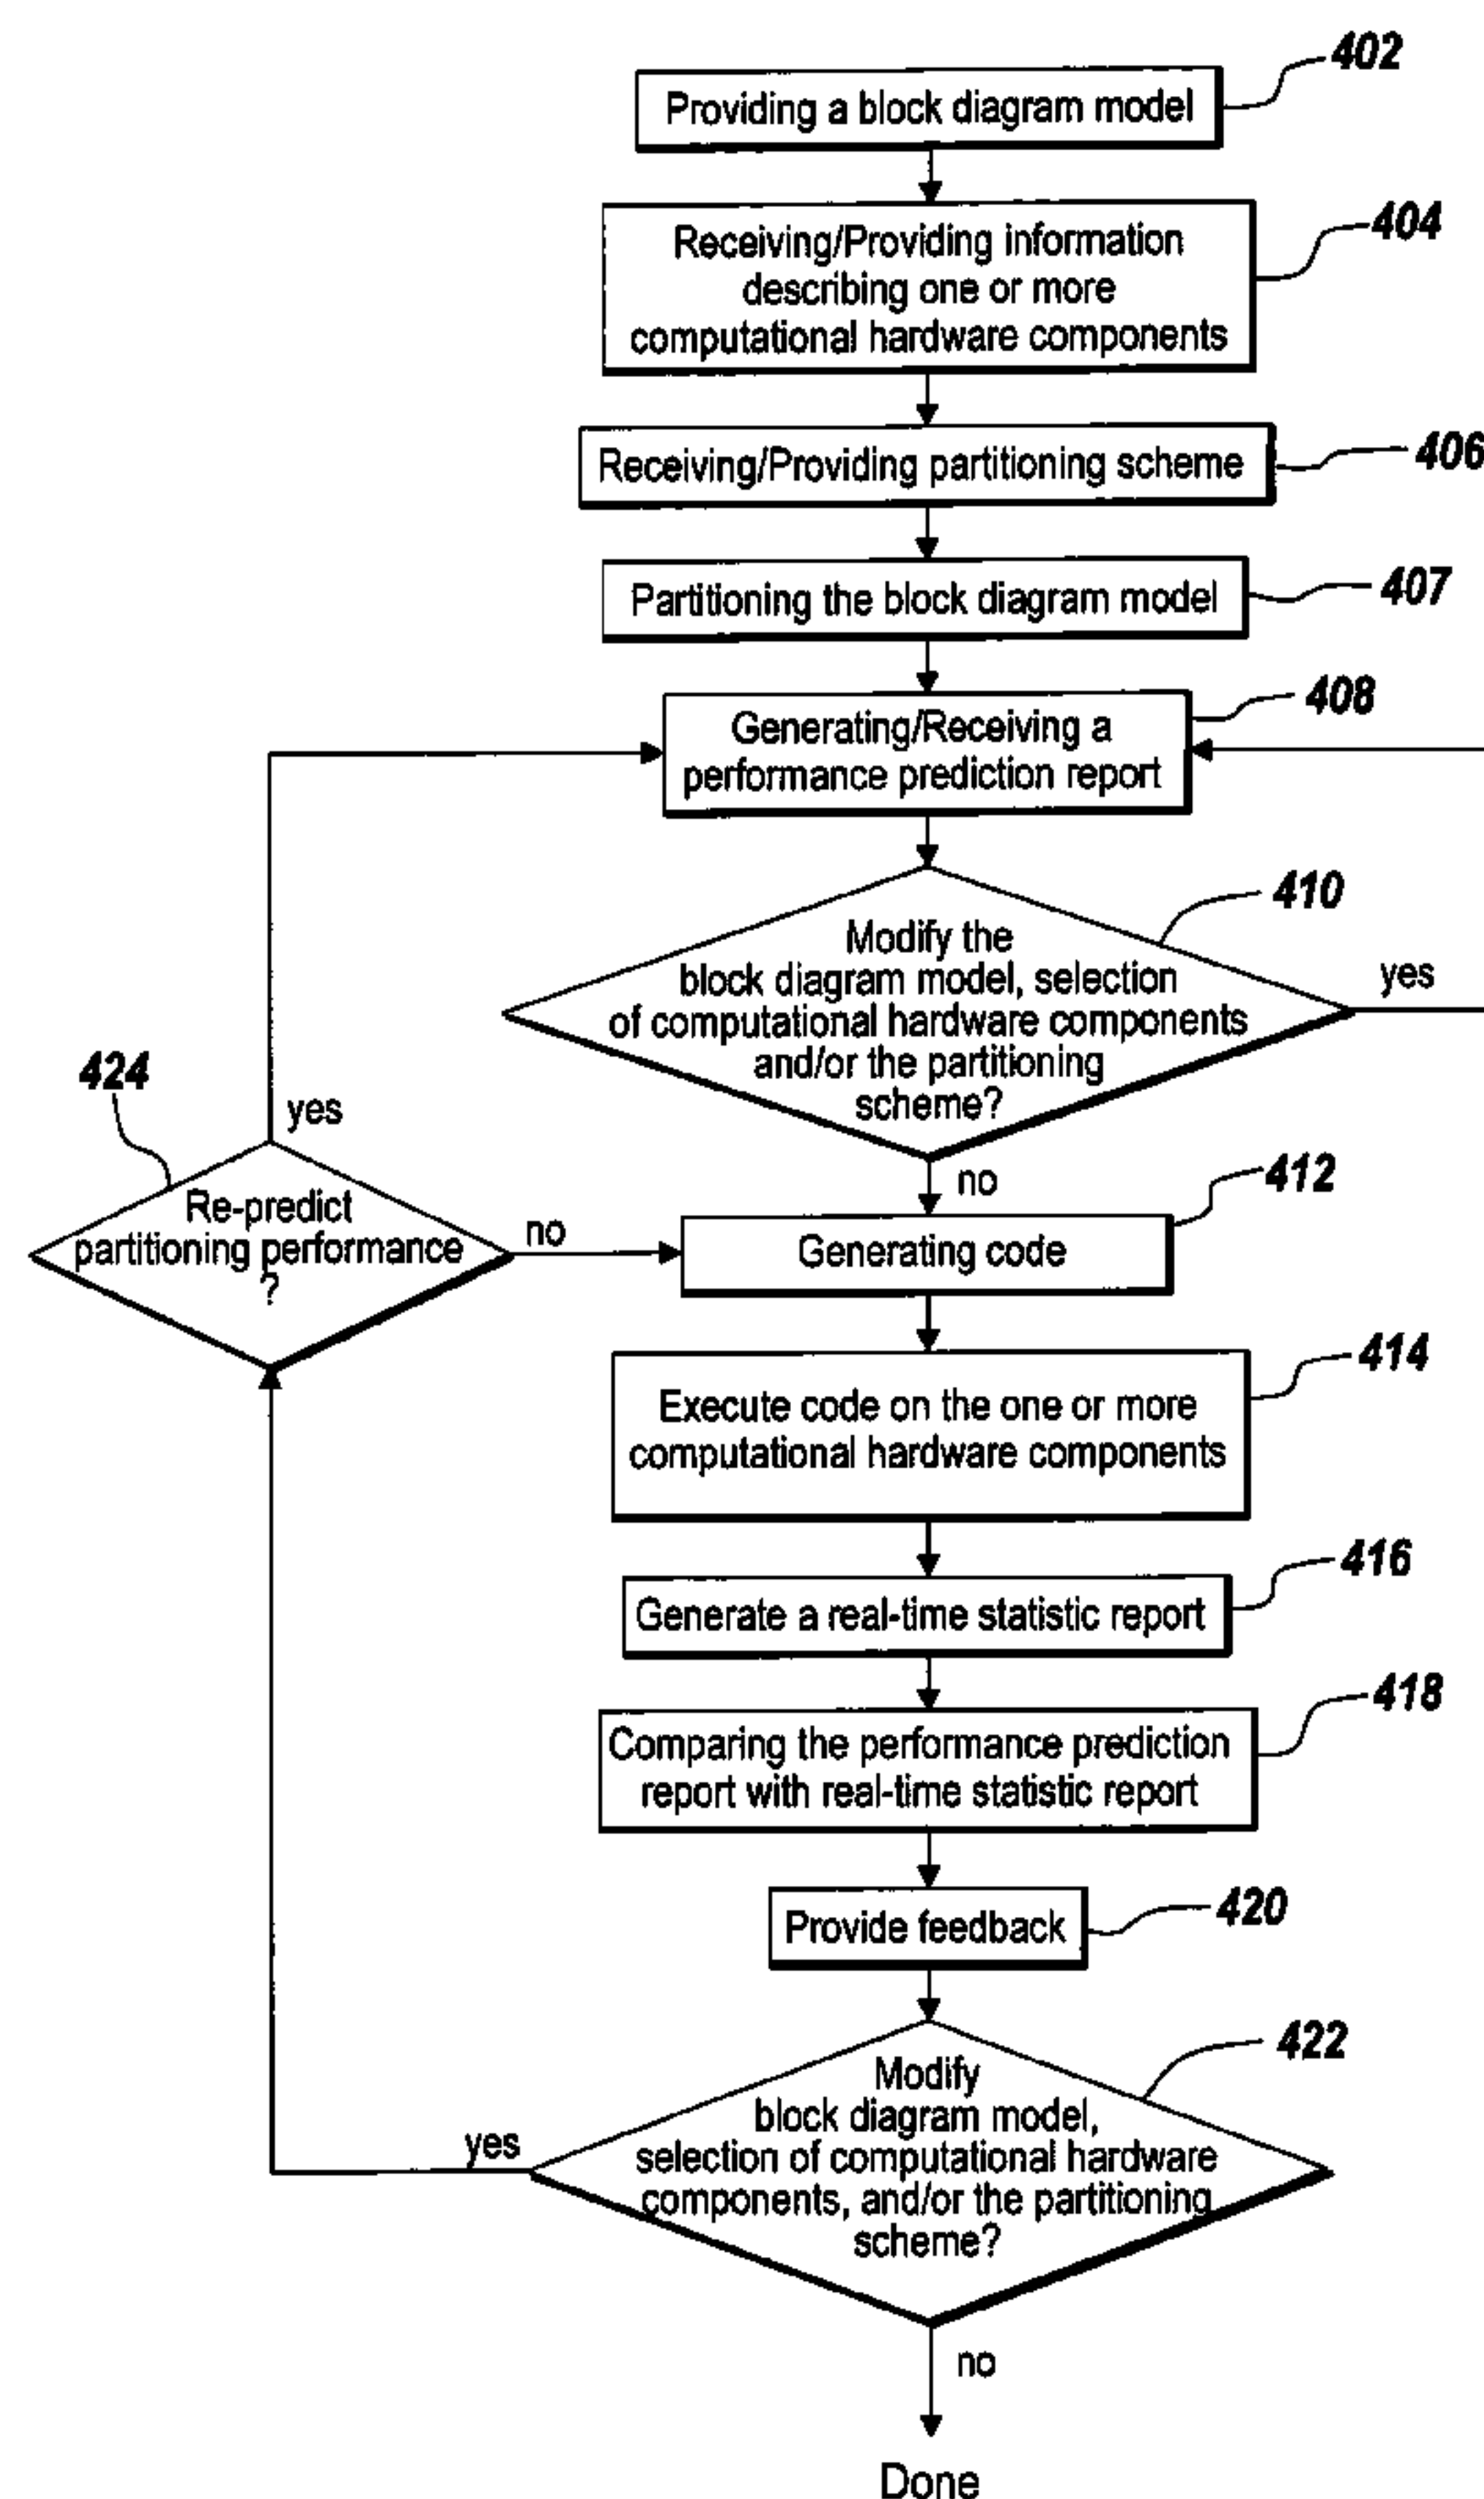 402
Providing a block diagram model
404
Receiving/Providing information
describing one or more
computational hardware components
406
Receiving/Providing partitioning scheme
407
Partitioning the block diagram model
408
Generating/Receiving a
performance prediction report
410
Modify the
block diagram model, selection
of computational hardware components
and/or the partitioning
scheme?
yes
no
424
yes
Re-predict
partitioning performance
?
no
412
Generating code
414
Execute code on the one or more
computational hardware components
416
Generate a real-time statistic report
418
Comparing the performance prediction
report with real-time statistic report
420
Provide feedback
422
Modify
block diagram model,
selection of computational hardware
components, and/or the partitioning
scheme?
yes
no
Done